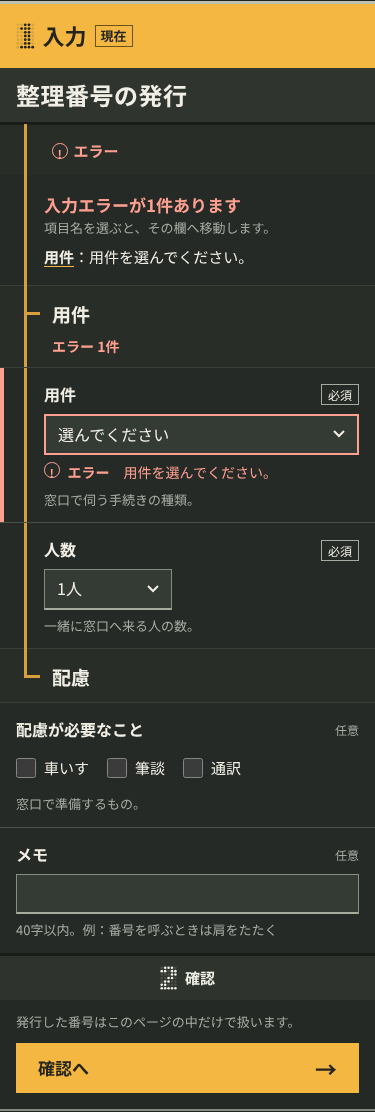 1 入力 現在
整理番号の発行
エラー
入力エラーが1件あります
項目名を選ぶと、その欄へ移動します。
用件：用件を選んでください。
用件
エラー 1件
用件 必須
選んでください
エラー 用件を選んでください。
窓口で伺う手続きの種類。
人数 必須
1人
一緒に窓口へ来る人の数。
配慮
配慮が必要なこと 任意
車いす 筆談 通訳
窓口で準備するもの。
メモ 任意
40字以内。例：番号を呼ぶときは肩をたたく
2 確認
発行した番号はこのページの中だけで扱います。
確認へ →